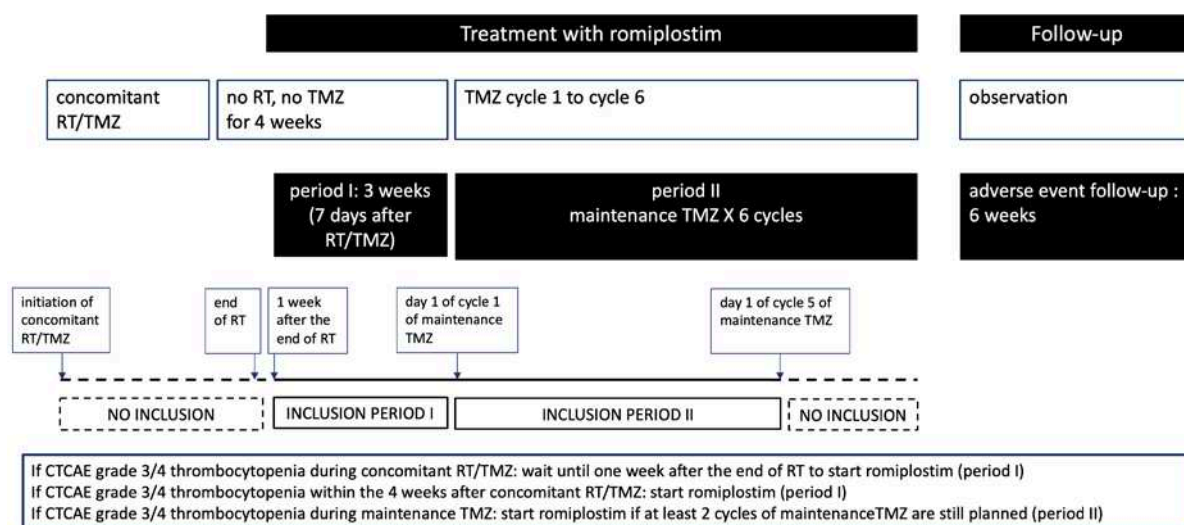 Treatment with romiplostim
Follow-up
concomitant
RT/TMZ
no RT, no TMZ
for 4 weeks
TMZ cycle 1 to cycle 6
observation
period I: 3 weeks
(7 days after
RT/TMZ)
period II
maintenance TMZ X 6 cycles
adverse event follow-up :
6 weeks
initiation of
concomitant
RT/TMZ
end
of RT
1 week
after the
end of RT
day 1 of cycle 1
of maintenance
TMZ
day 1 of cycle 5 of
maintenance TMZ
NO INCLUSION
INCLUSION PERIOD I
INCLUSION PERIOD II
NO INCLUSION
If CTCAE grade 3/4 thrombocytopenia during concomitant RT/TMZ: wait until one week after the end of RT to start romiplostim (period I)
If CTCAE grade 3/4 thrombocytopenia within the 4 weeks after concomitant RT/TMZ: start romiplostim (period I)
If CTCAE grade 3/4 thrombocytopenia during maintenance TMZ: start romiplostim if at least 2 cycles of maintenanceTMZ are still planned (period II)